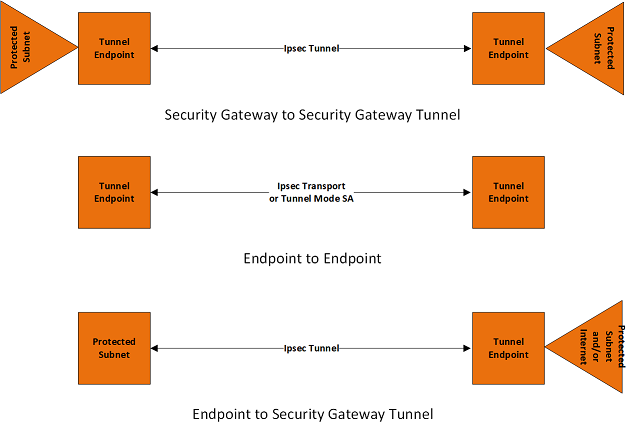 Protected
Subnet
Tunnel
Endpoint
Ipsec Tunnel
Tunnel
Endpoint
Protected
Subnet
Security Gateway to Security Gateway Tunnel
Tunnel
Endpoint
Ipsec Transport
or Tunnel Mode SA
Tunnel
Endpoint
Endpoint to Endpoint
Protected
Subnet
Ipsec Tunnel
Tunnel
Endpoint
Protected
Subnet
and/or
Internet
Endpoint to Security Gateway Tunnel